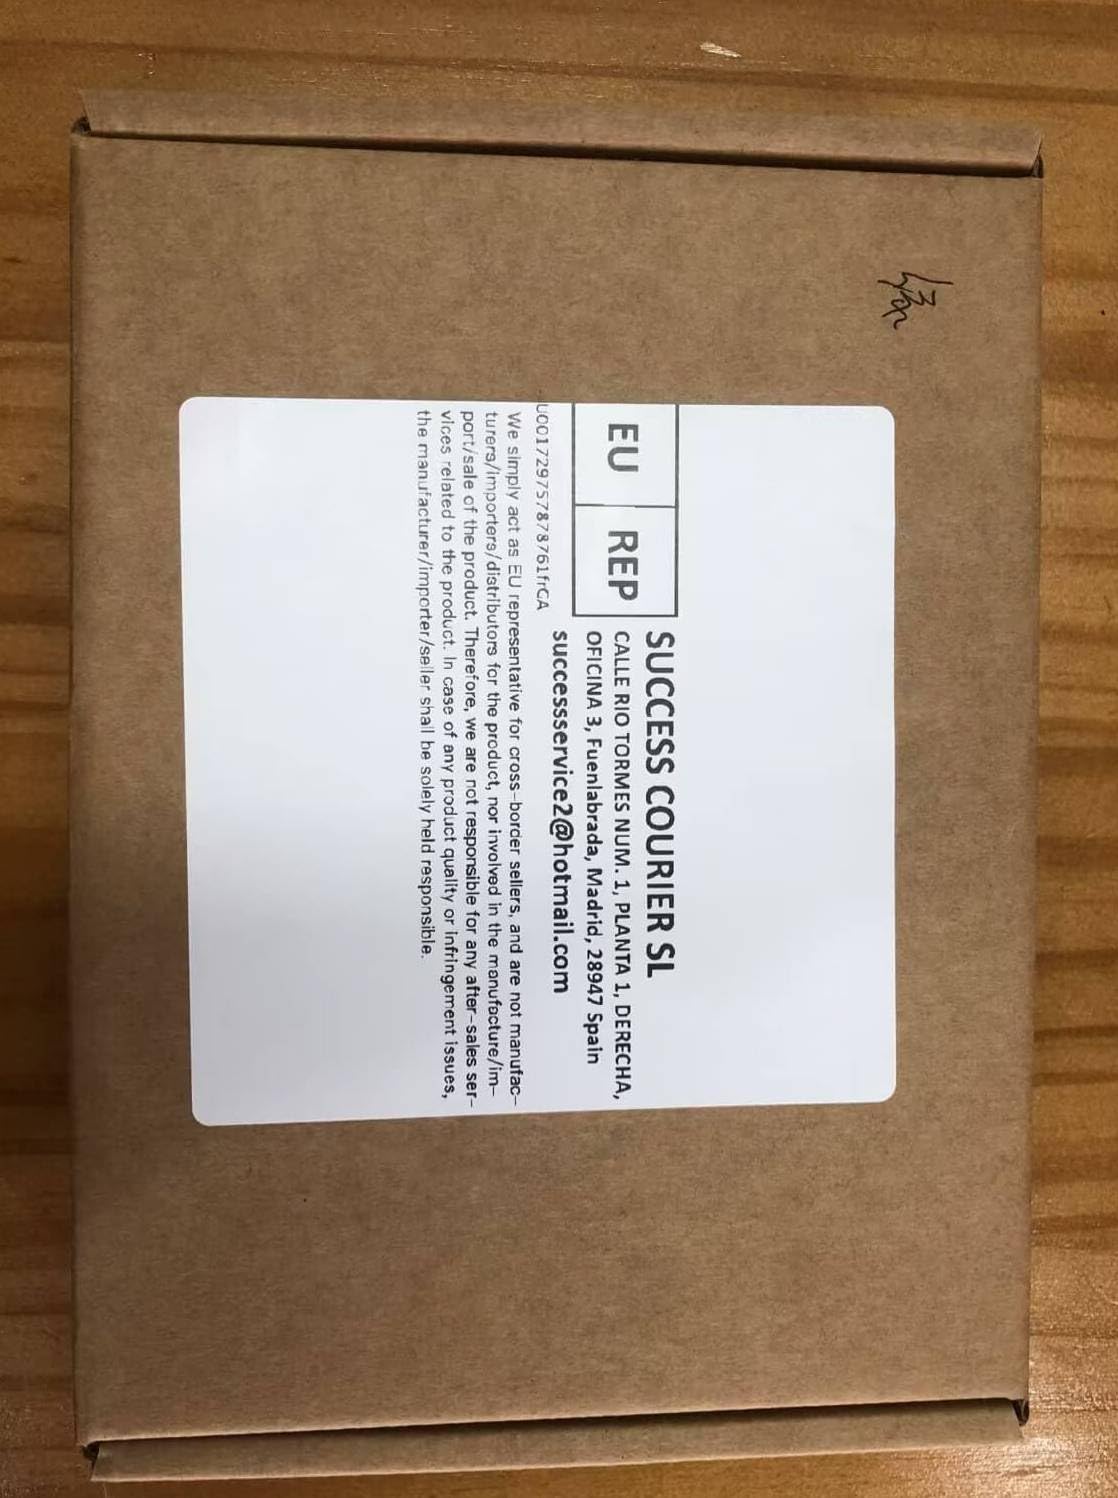 EU REP
SUCCESS COURIER SL
CALLE RIO TORMES NUM. 1, PLANTA 1, DERECHA,
OFICINA 3, Fuenlabrada, Madrid, 28947 Spain
successservice2@hotmail.com
U001729757878761frCA
We simply act as EU representative for cross-border sellers, and are not manufac-
turers/importers/distributors for the product, nor involved in the manufacture/im-
port/sale of the product. Therefore, we are not responsible for any after-sales ser-
vices related to the product. In case of any product quality or infringement issues,
the manufacturer/importer/seller shall be solely held responsible.